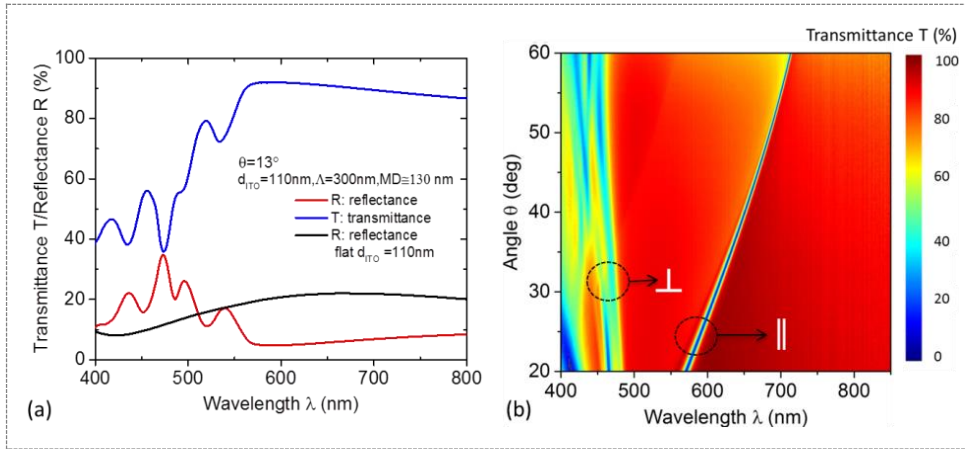 100
80
60
40
20
0
Transmittance T/Reflectance R (%)
θ=13°
d_ITO=110nm,Λ=300nm,MD≅130 nm
R: reflectance
T: transmittance
R: reflectance
flat d_ITO =110nm
400 500 600 700 800
Wavelength λ (nm)
(a)
Transmittance T (%)
60
50
40
30
20
Angle θ (deg)
⊥
∥
400 500 600 700 800
Wavelength λ (nm)
(b)
100
80
60
40
20
0